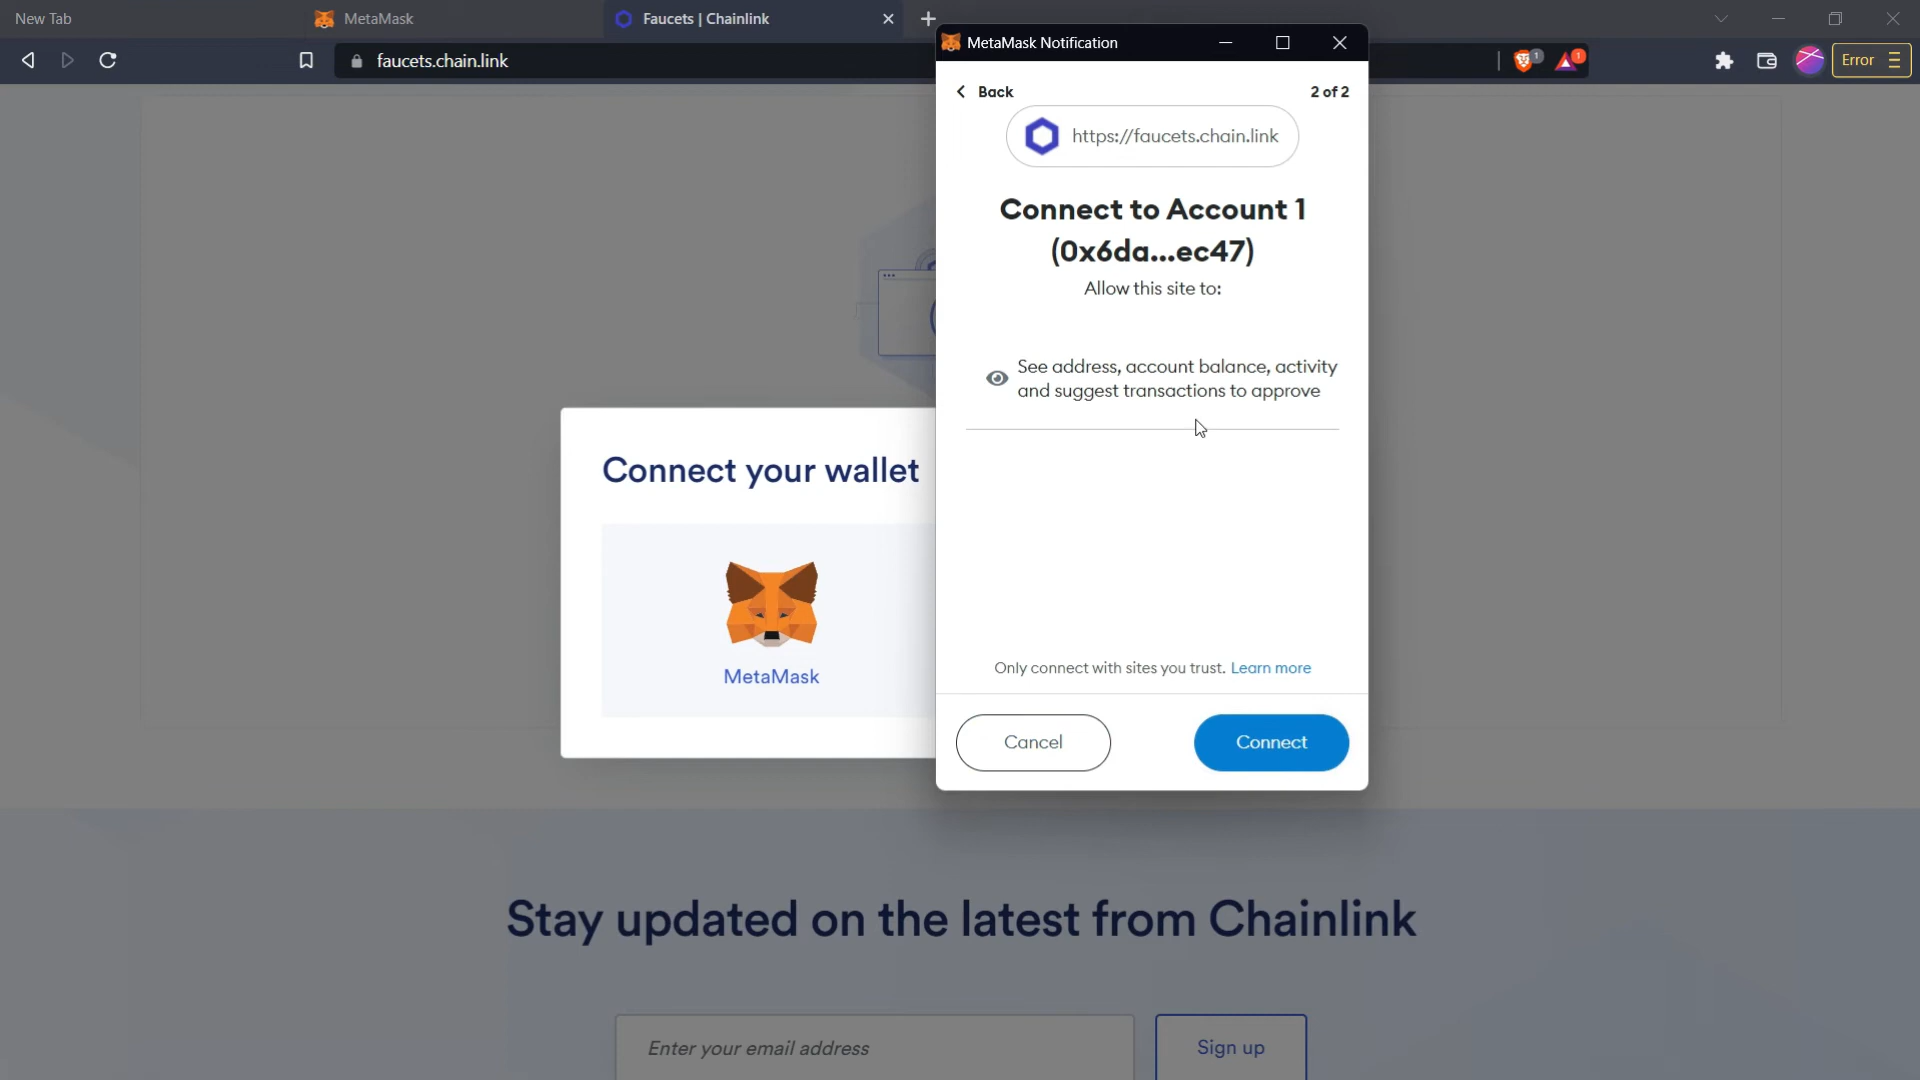 New Tab
MetaMask
Faucets | Chainlink
faucets.chain.link
1
1
Error
MetaMask Notification
Back
2 of 2
https://faucets.chain.link
Connect to Account 1
(0x6da...ec47)
Allow this site to:
See address, account balance, activity
and suggest transactions to approve
Connect your wallet
MetaMask
Only connect with sites you trust. Learn more
Cancel
Connect
Stay updated on the latest from Chainlink
Enter your email address
Sign up